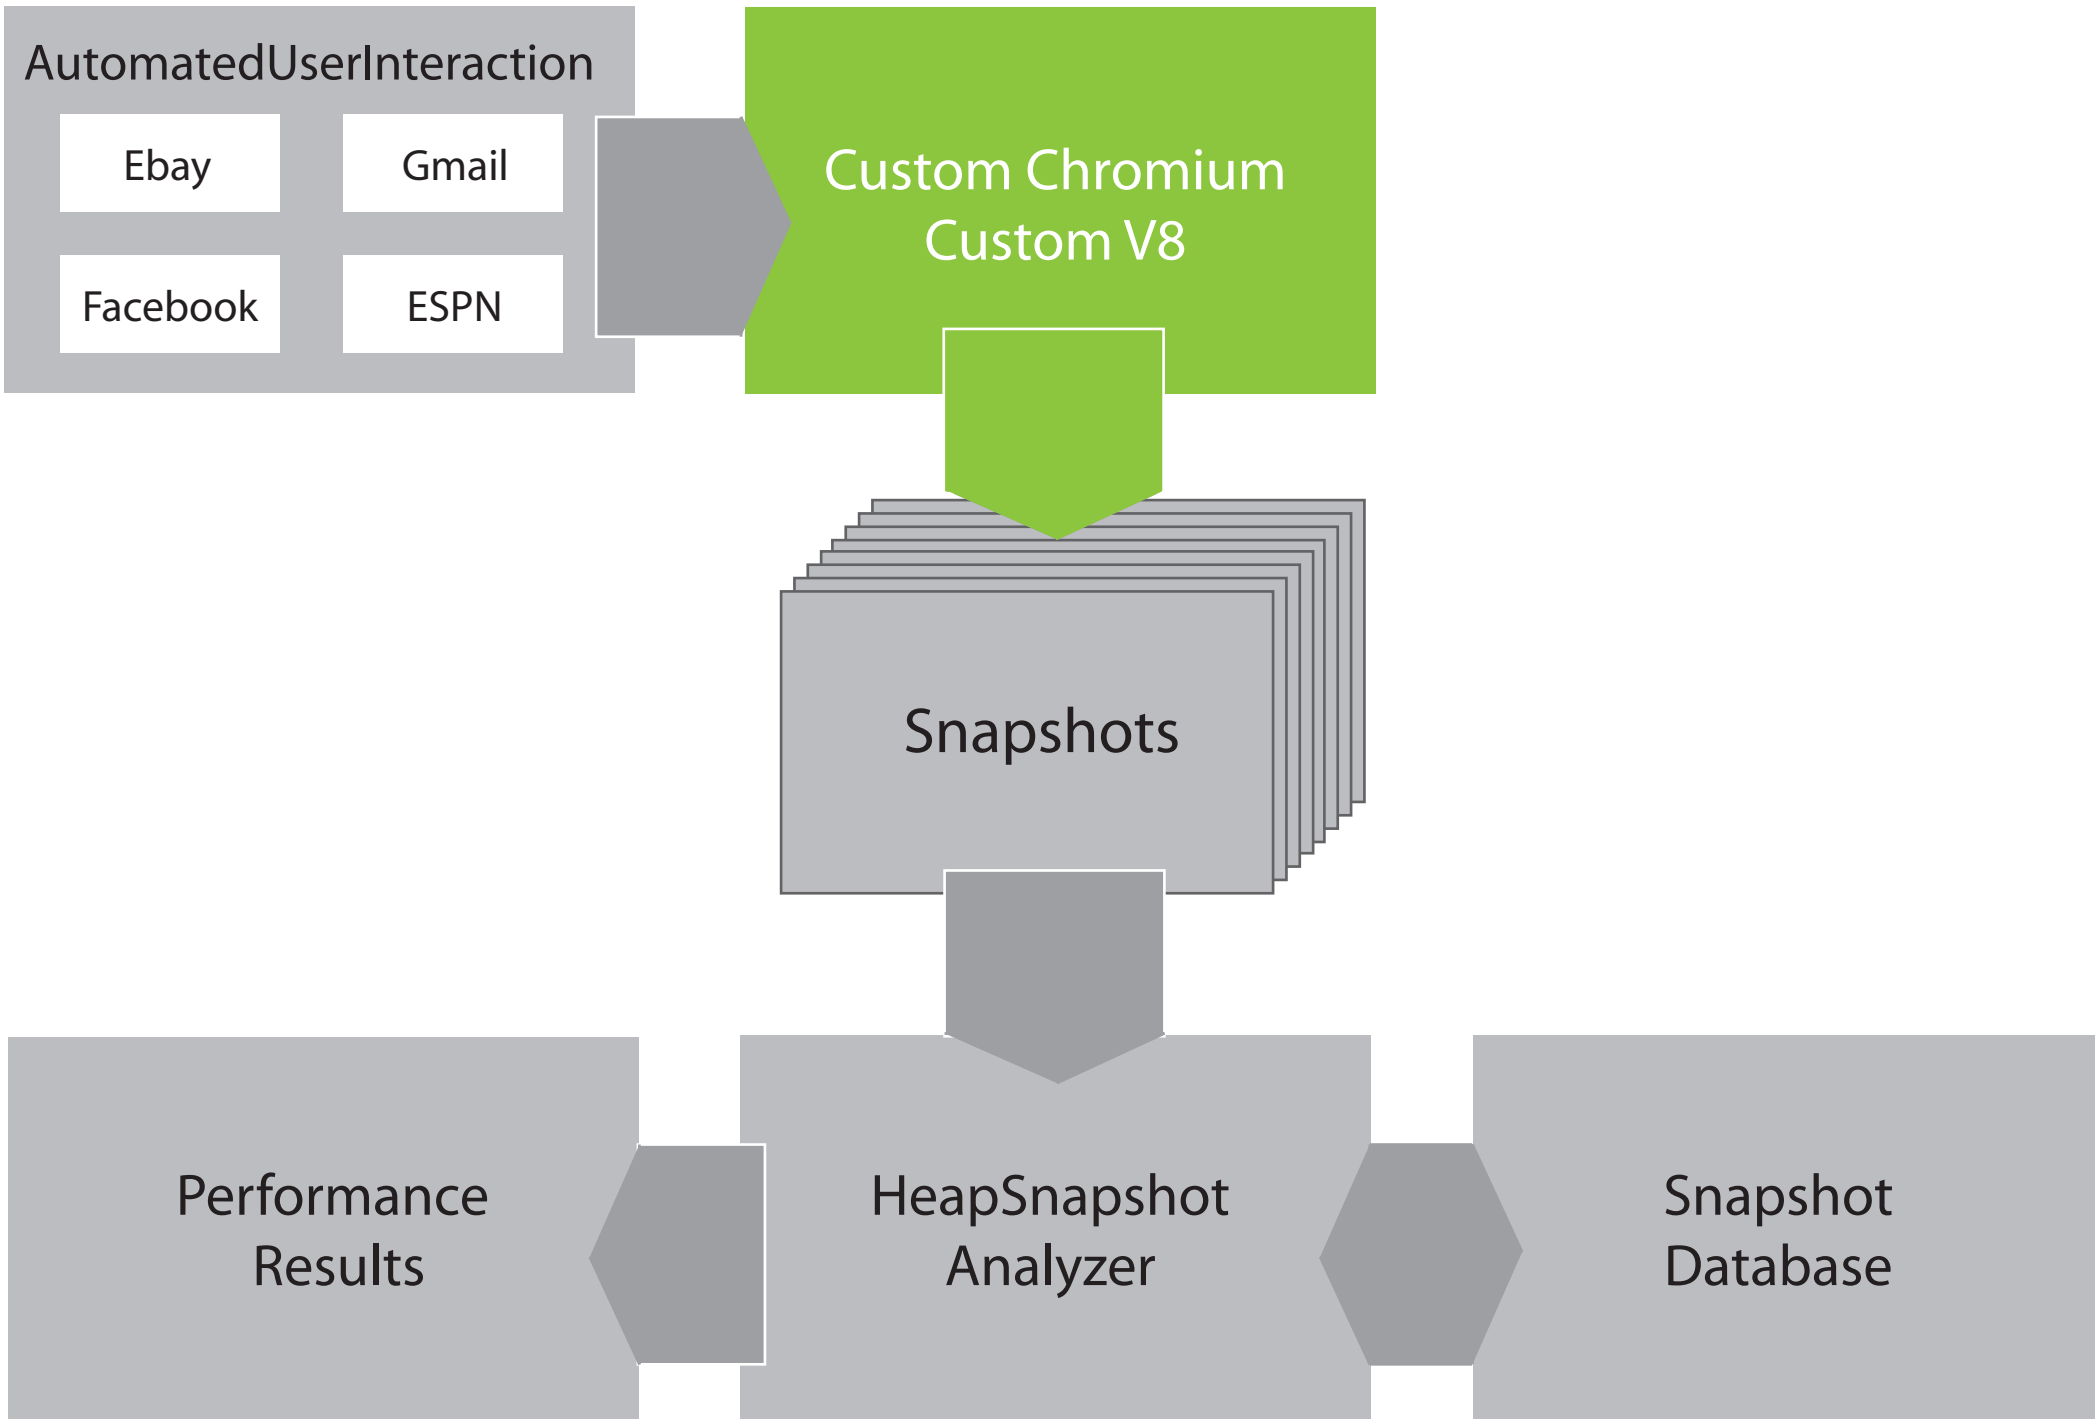 AutomatedUserInteraction
Ebay
Gmail
Facebook
ESPN
Custom Chromium
Custom V8
Snapshots
Performance
Results
HeapSnapshot
Analyzer
Snapshot
Database